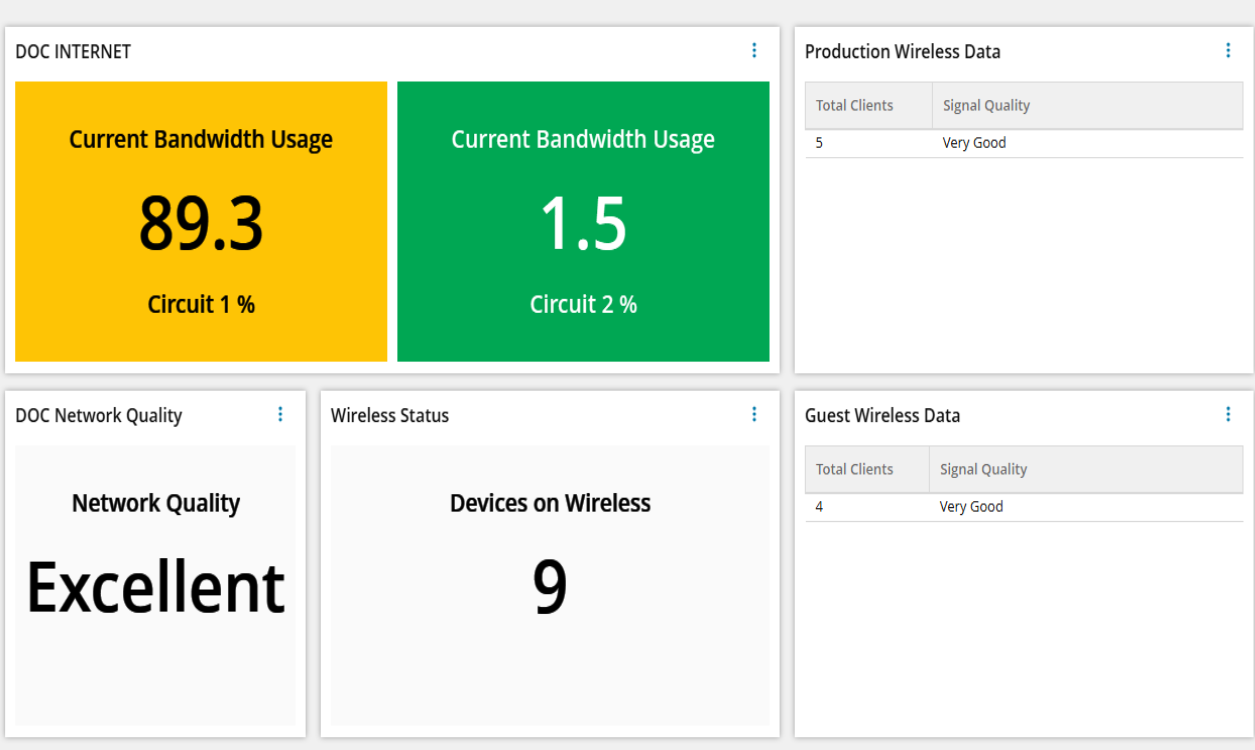 DOC INTERNET
Current Bandwidth Usage
89.3
Circuit 1 %
Current Bandwidth Usage
1.5
Circuit 2 %
Production Wireless Data
Total Clients Signal Quality
5 Very Good
DOC Network Quality
Network Quality
Excellent
Wireless Status
Devices on Wireless
9
Guest Wireless Data
Total Clients Signal Quality
4 Very Good